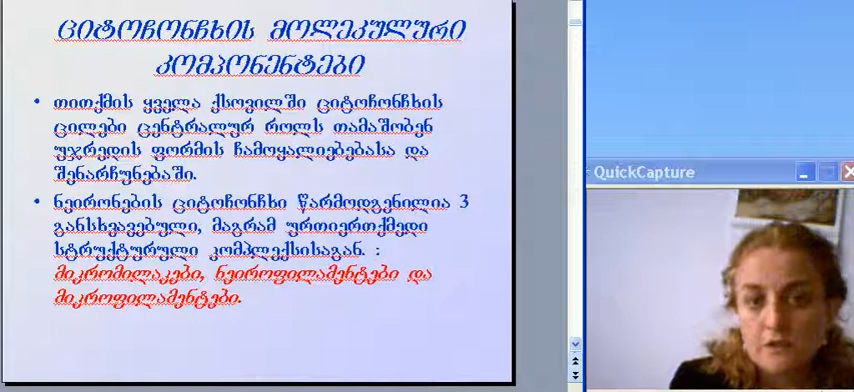 ციტოჩონჩხის მოლეკულური
კომპონენტები
• თითქმის ყველა ქსოვილში ციტოჩონჩხის
ცილები ცენტრალურ როლს თამაშობენ
უჯრედის ფორმის ჩამოყალიებებასა და
შენარჩუნებაში.
• ნეირონების ციტოჩონჩხი წარმოდგენილია 3
განსხვავებული, მაგრამ ურთიერთქმედი
სტრუქტურული კომპლექსისაგან. :
მიკრომილაკები, ნეიროფილამენტები და
მიკროფილამენტები.
QuickCapture